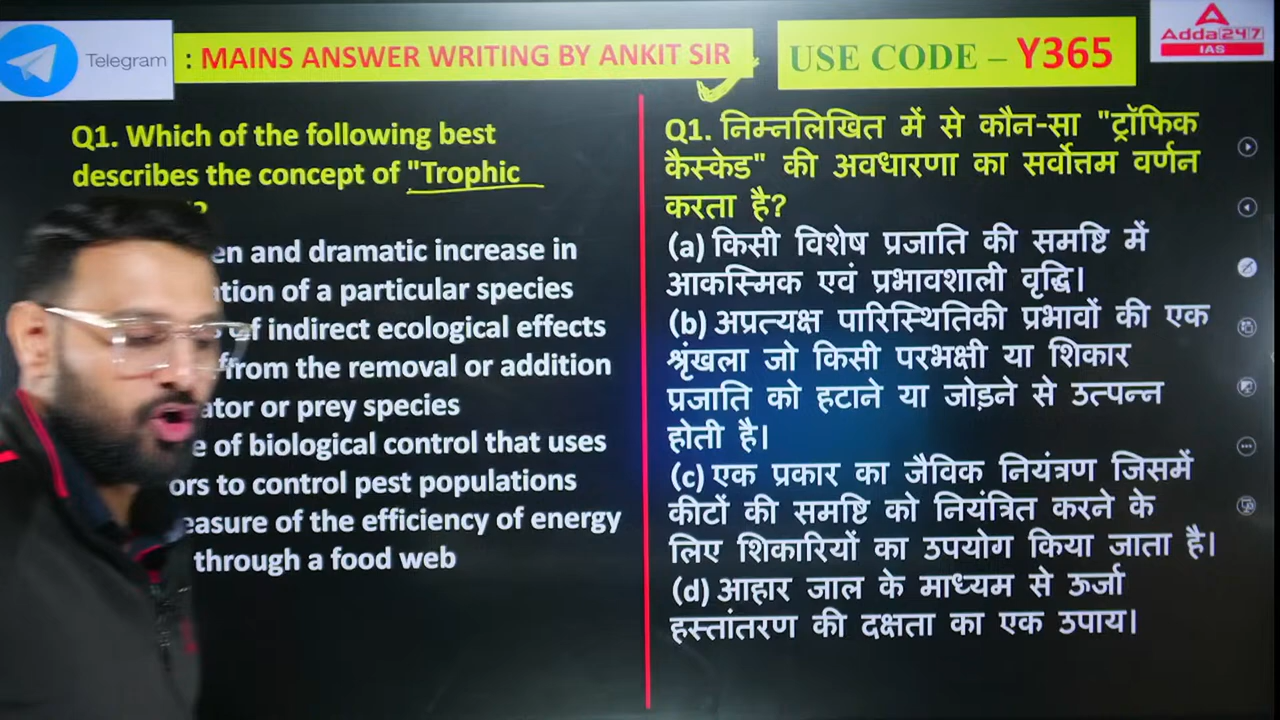 Telegram
: MAINS ANSWER WRITING BY ANKIT SIR
USE CODE – Y365
Adda247
IAS
Q1. Which of the following best
describes the concept of "Trophic
and dramatic increase in
of a particular species
of indirect ecological effects
from the removal or addition
or prey species
of biological control that uses
to control pest populations
of the efficiency of energy
through a food web
Q1. निम्नलिखित में से कौन-सा "ट्रॉफिक
कैस्केड" की अवधारणा का सर्वोत्तम वर्णन
करता है?
(a) किसी विशेष प्रजाति की समष्टि में
आकस्मिक एवं प्रभावशाली वृद्धि।
(b) अप्रत्यक्ष पारिस्थितिकी प्रभावों की एक
श्रृंखला जो किसी परभक्षी या शिकार
प्रजाति को हटाने या जोड़ने से उत्पन्न
होती है।
(c) एक प्रकार का जैविक नियंत्रण जिसमें
कीटों की समष्टि को नियंत्रित करने के
लिए शिकारियों का उपयोग किया जाता है।
(d) आहार जाल के माध्यम से ऊर्जा
हस्तांतरण की दक्षता का एक उपाय।